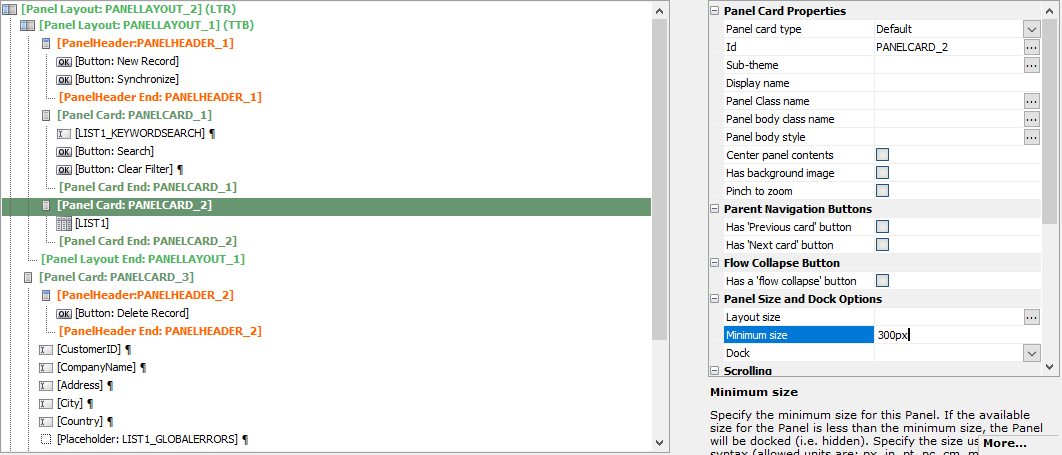 [Panel Layout: PANELLAYOUT_2] (LTR)
[Panel Layout: PANELLAYOUT_1] (TTB)
[PanelHeader:PANELHEADER_1]
OK [Button: New Record]
OK [Button: Synchronize]
[PanelHeader End: PANELHEADER_1]
[Panel Card: PANELCARD_1]
[LIST1_KEYWORDSEARCH] ¶
OK [Button: Search]
OK [Button: Clear Filter] ¶
[Panel Card End: PANELCARD_1]
[Panel Card: PANELCARD_2]
[LIST1]
[Panel Card End: PANELCARD_2]
[Panel Layout End: PANELLAYOUT_1]
[Panel Card: PANELCARD_3]
[PanelHeader:PANELHEADER_2]
OK [Button: Delete Record]
[PanelHeader End: PANELHEADER_2]
[CustomerID] ¶
[CompanyName] ¶
[Address] ¶
[City] ¶
[Country] ¶
[Placeholder: LIST1_GLOBALERRORS] ¶
Panel Card Properties
Panel card type Default
Id PANELCARD_2 ...
Sub-theme ...
Display name
Panel Class name ...
Panel body class name ...
Panel body style ...
Center panel contents
Has background image
Pinch to zoom
Parent Navigation Buttons
Has 'Previous card' button
Has 'Next card' button
Flow Collapse Button
Has a 'flow collapse' button
Panel Size and Dock Options
Layout size ...
Minimum size 300px
Dock
Scrolling
Minimum size
Specify the minimum size for this Panel. If the available
size for the Panel is less than the minimum size, the Panel
will be docked (i.e. hidden). Specify the size us More...
syntax (allowed units are: px, in, pt, pc, cm, m